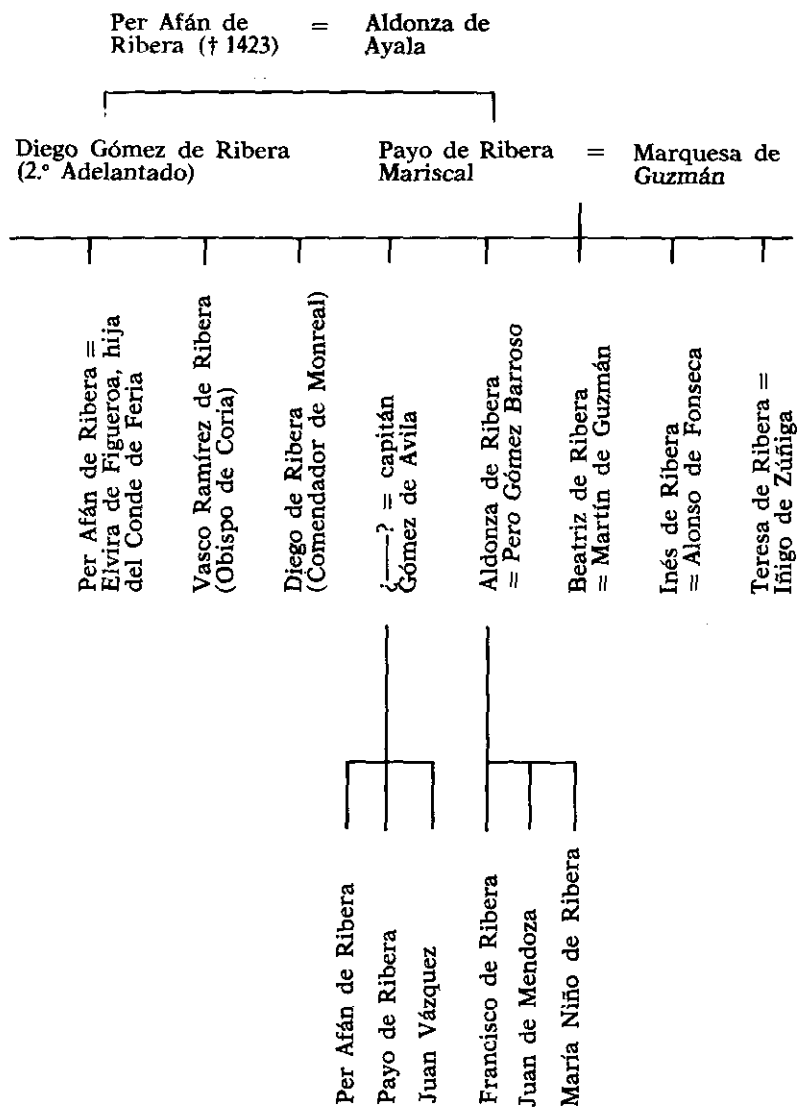 Per Afán de = Aldonza de
Ribera († 1423) Ayala
Diego Gómez de Ribera
(2.º Adelantado)
Payo de Ribera = Marquesa de
Mariscal Guzmán
Per Afán de Ribera =
Elvira de Figueroa, hija
del Conde de Feria
Vasco Ramírez de Ribera
(Obispo de Coria)
Diego de Ribera
(Comendador de Monreal)
¿——? = capitán
Gómez de Avila
Aldonza de Ribera
= Pero Gómez Barroso
Beatriz de Ribera
= Martín de Guzmán
Inés de Ribera
= Alonso de Fonseca
Teresa de Ribera =
Iñigo de Zúñiga
Per Afán de Ribera
Payo de Ribera
Juan Vázquez
Francisco de Ribera
Juan de Mendoza
María Niño de Ribera